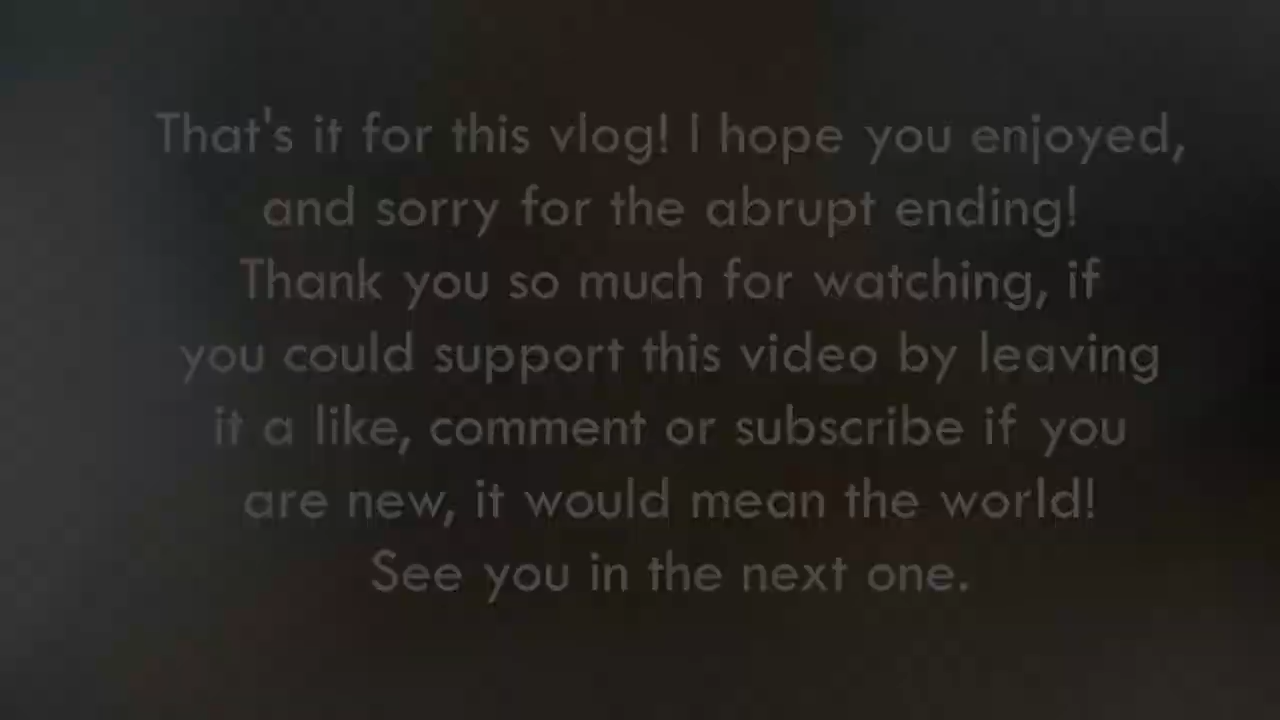 That's it for this vlog! I hope you enjoyed,
and sorry for the abrupt ending!
Thank you so much for watching, if
you could support this video by leaving
it a like, comment or subscribe if you
are new, it would mean the world!
See you in the next one.